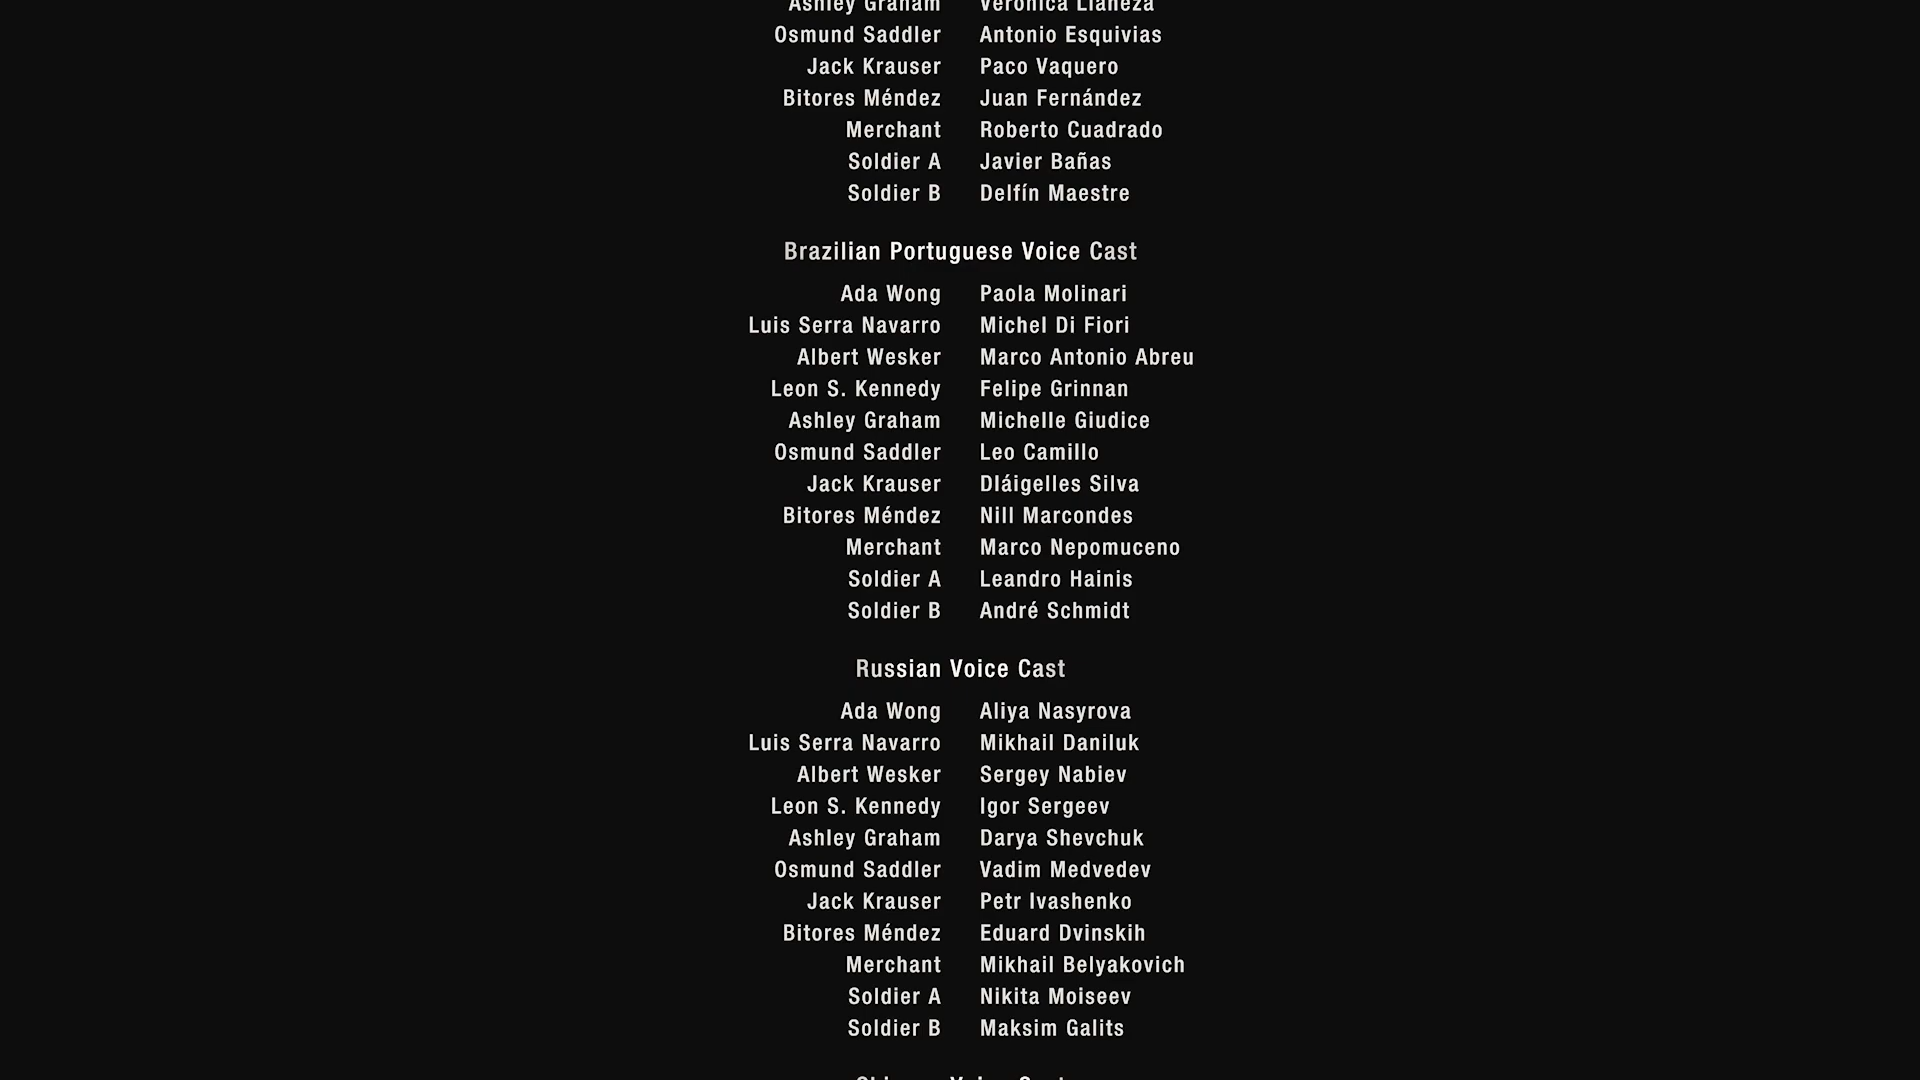 Ashley Graham Veronica Llaneza
Osmund Saddler Antonio Esquivias
Jack Krauser Paco Vaquero
Bitores Méndez Juan Fernández
Merchant Roberto Cuadrado
Soldier A Javier Bañas
Soldier B Delfín Maestre
Brazilian Portuguese Voice Cast
Ada Wong Paola Molinari
Luis Serra Navarro Michel Di Fiori
Albert Wesker Marco Antonio Abreu
Leon S. Kennedy Felipe Grinnan
Ashley Graham Michelle Giudice
Osmund Saddler Leo Camillo
Jack Krauser Dláigelles Silva
Bitores Méndez Nill Marcondes
Merchant Marco Nepomuceno
Soldier A Leandro Hainis
Soldier B André Schmidt
Russian Voice Cast
Ada Wong Aliya Nasyrova
Luis Serra Navarro Mikhail Daniluk
Albert Wesker Sergey Nabiev
Leon S. Kennedy Igor Sergeev
Ashley Graham Darya Shevchuk
Osmund Saddler Vadim Medvedev
Jack Krauser Petr Ivashenko
Bitores Méndez Eduard Dvinskih
Merchant Mikhail Belyakovich
Soldier A Nikita Moiseev
Soldier B Maksim Galits